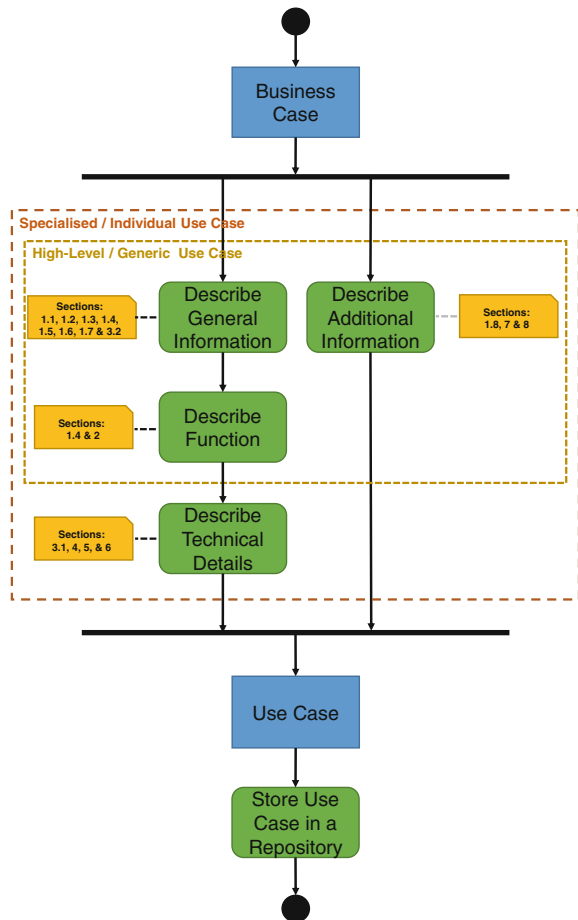 Business
Case
Specialised / Individual Use Case
High-Level / Generic Use Case
Sections:
1.1, 1.2, 1.3, 1.4,
1.5, 1.6, 1.7 & 3.2
Describe
General
Information
Describe
Additional
Information
Sections:
1.8, 7 & 8
Sections:
1.4 & 2
Describe
Function
Sections:
3.1, 4, 5, & 6
Describe
Technical
Details
Use Case
Store Use
Case in a
Repository